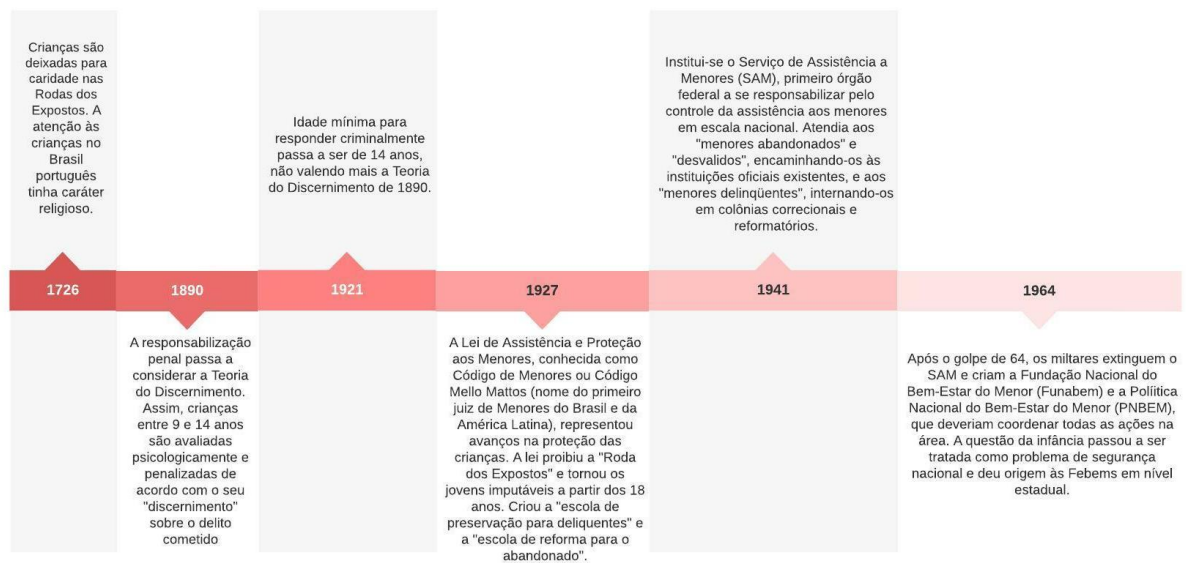 Crianças são
deixadas para
caridade nas
Rodas dos
Expostos. A
atenção às
crianças no
Brasil
português
tinha caráter
religioso.
1726
1890
A responsabilização
penal passa a
considerar a Teoria
do Discernimento.
Assim, crianças
entre 9 e 14 anos
são avaliadas
psicologicamente e
penalizadas de
acordo com o seu
"discernimento"
sobre o delito
cometido
Idade mínima para
responder criminalmente
passa a ser de 14 anos,
não valendo mais a Teoria
do Discernimento de 1890.
1921
1927
A Lei de Assistência e Proteção
aos Menores, conhecida como
Código de Menores ou Código
Mello Mattos (nome do primeiro
juiz de Menores do Brasil e da
América Latina), representou
avanços na proteção das
crianças. A lei proibiu a "Roda
dos Expostos" e tornou os
jovens imputáveis a partir dos 18
anos. Criou a "escola de
preservação para deliquentes" e
a "escola de reforma para o
abandonado".
Institui-se o Serviço de Assistência a
Menores (SAM), primeiro órgão
federal a se responsabilizar pelo
controle da assistência aos menores
em escala nacional. Atendia aos
"menores abandonados" e
"desvalidos", encaminhando-os às
instituições oficiais existentes, e aos
"menores delinqüentes", internando-os
em colônias correcionais e
reformatórios.
1941
1964
Após o golpe de 64, os miltares extinguem o
SAM e criam a Fundação Nacional do
Bem-Estar do Menor (Funabem) e a Políitica
Nacional do Bem-Estar do Menor (PNBEM),
que deveriam coordenar todas as ações na
área. A questão da infância passou a ser
tratada como problema de segurança
nacional e deu origem às Febems em nível
estadual.